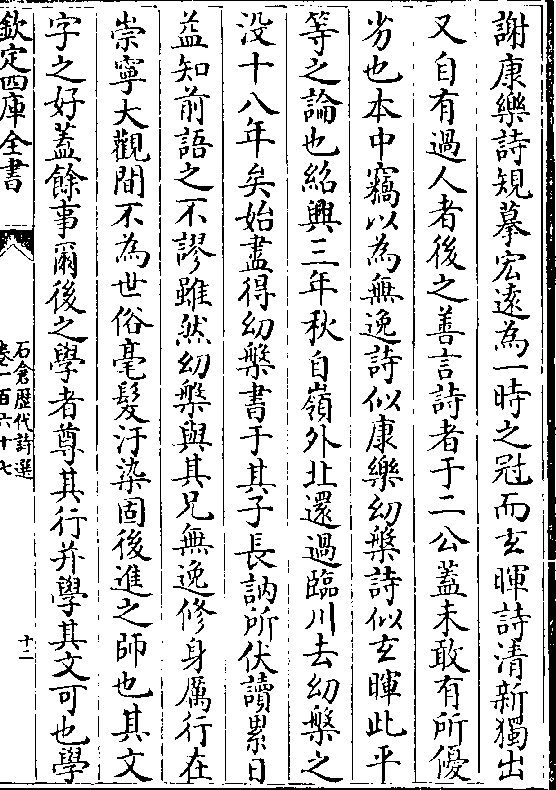 謝康樂詩規摹宏遠為一時之冠而玄暉詩清新獨出
又自有過人者後之善言詩者于二公蓋未敢有所優
劣也本中竊以為無逸詩似康樂幼槃詩似玄暉此平
等之論也紹興三年秋自嶺外北還過臨川去幼槃之
没十八年矣始盡得幼槃書于其子長訥所伏讀累日
益知前語之不謬雖然幼槃與其兄無逸修身厲行在
崇寧大觀間不為世俗毫髮汙染固後進之師也其文
字之好蓋餘事爾後之學者尊其行并學其文可也學
欽定四庫全書
石倉歴代詩選
卷一百六十七
十二